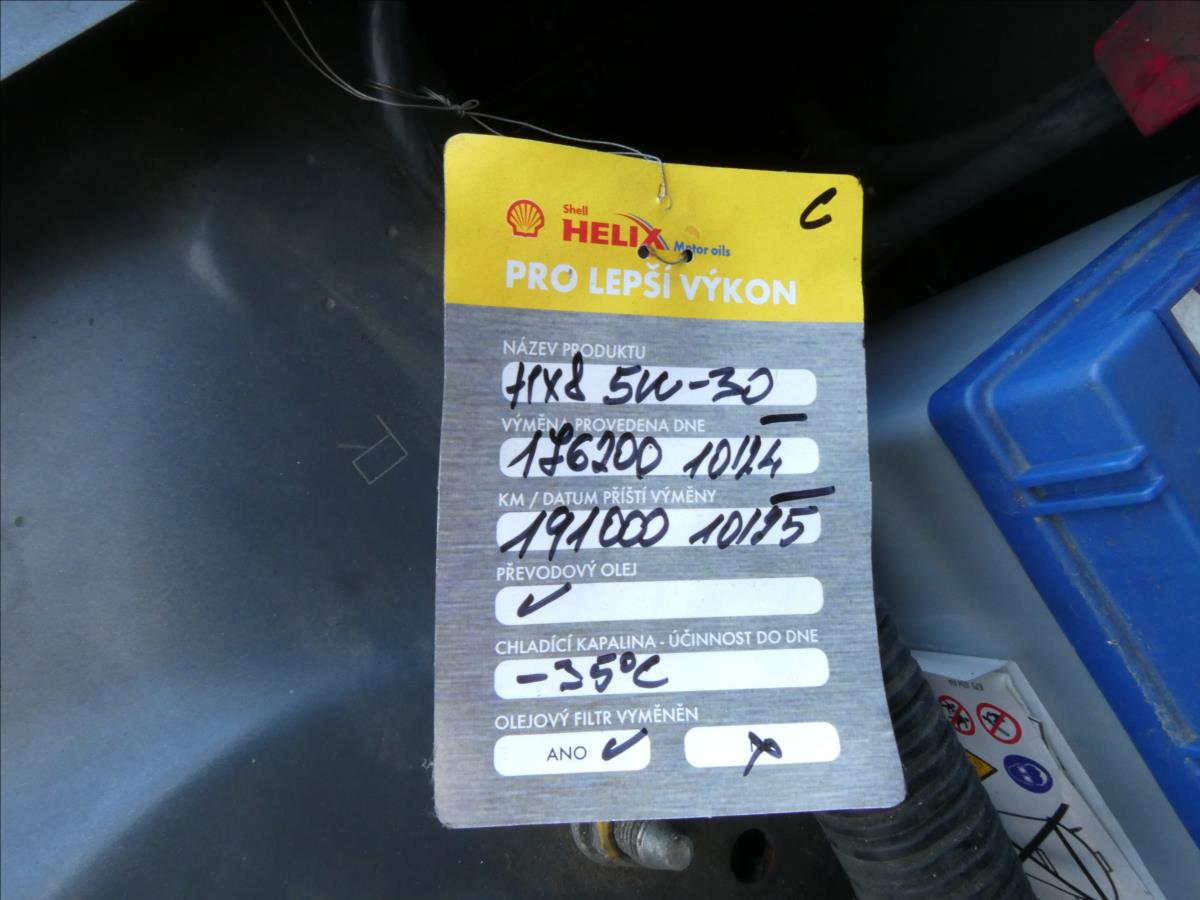 C
Shell
HELIX Motor oils
PRO LEPŠÍ VÝKON
NÁZEV PRODUKTU
HX8 5W-30
VÝMĚNA PROVEDENA DNE
176200 10/24
KM / DATUM PŘÍŠTÍ VÝMĚNY
191000 10/25
PŘEVODOVÝ OLEJ
✓
CHLADÍCÍ KAPALINA - ÚČINNOST DO DNE
-35°C
OLEJOVÝ FILTR VYMĚNĚN
ANO ✓